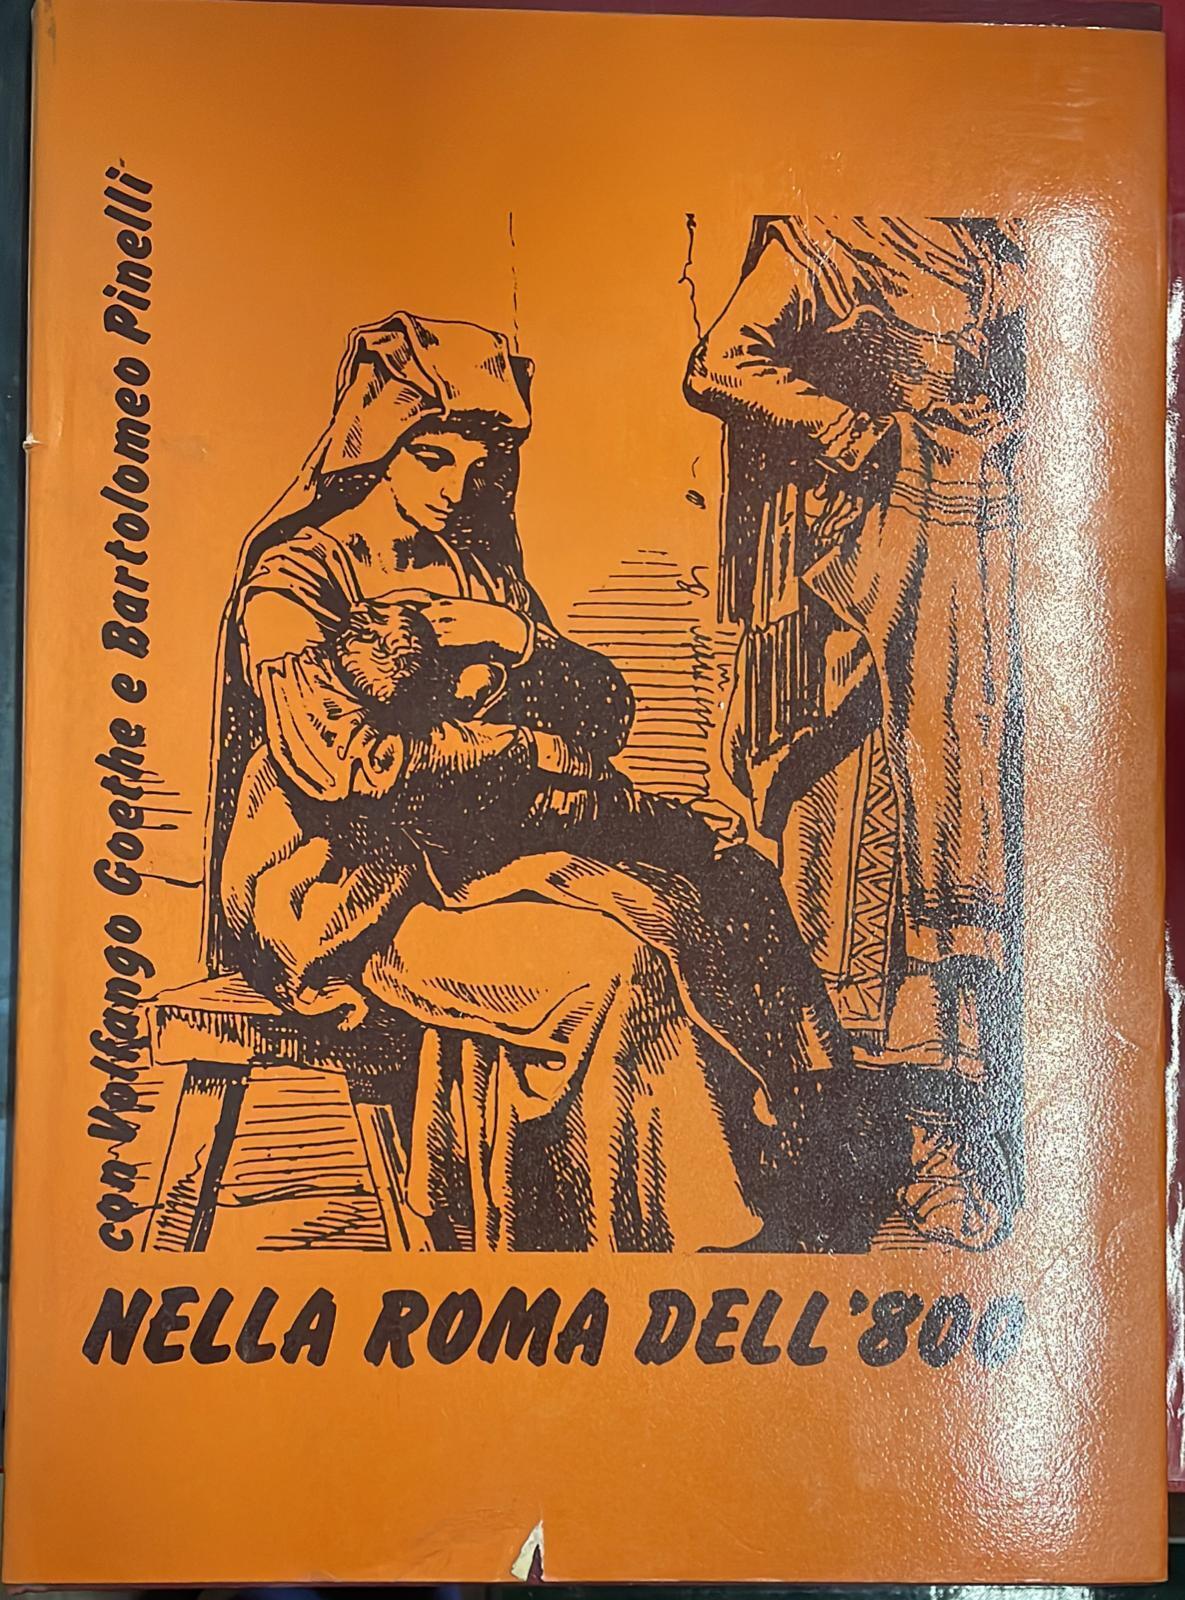 con Volfango Goethe e Bartolomeo Pinelli
NELLA ROMA DELL'800